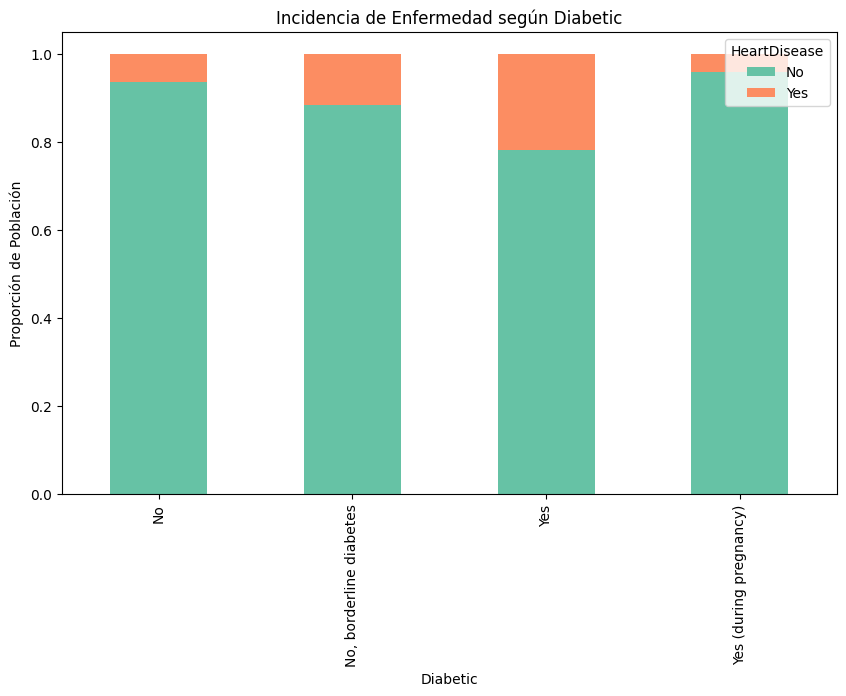 Incidencia de Enfermedad según Diabetic
HeartDisease
No
Yes
Proporción de Población
1.0
0.8
0.6
0.4
0.2
0.0
No
No, borderline diabetes
Yes
Yes (during pregnancy)
Diabetic